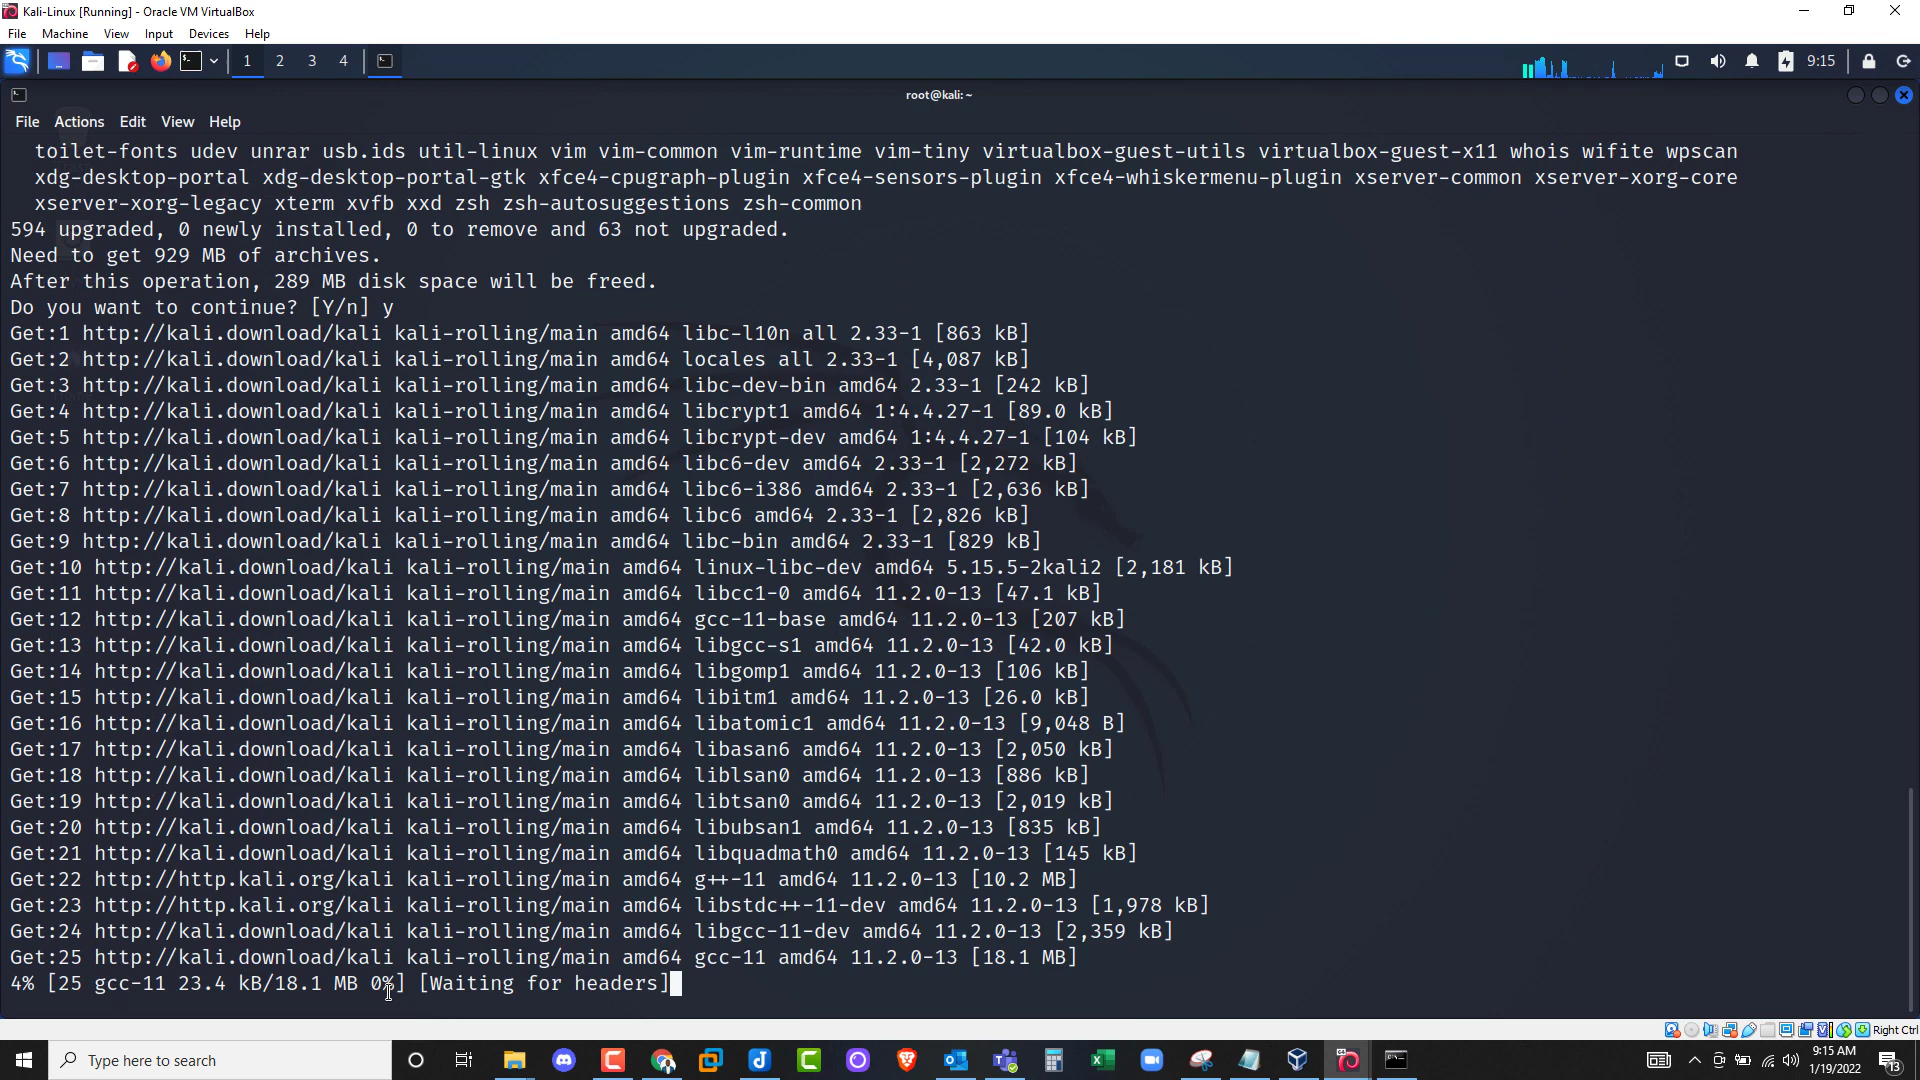 Kali-Linux [Running] - Oracle VM VirtualBox
File Machine View Input Devices Help
1 2 3 4 9:15
root@kali: ~
File Actions Edit View Help
toilet-fonts udev unrar usb.ids util-linux vim vim-common vim-runtime vim-tiny virtualbox-guest-utils virtualbox-guest-x11 whois wifite wpscan
xdg-desktop-portal xdg-desktop-portal-gtk xfce4-cpugraph-plugin xfce4-sensors-plugin xfce4-whiskermenu-plugin xserver-common xserver-xorg-core
xserver-xorg-legacy xterm xvfb xxd zsh zsh-autosuggestions zsh-common
594 upgraded, 0 newly installed, 0 to remove and 63 not upgraded.
Need to get 929 MB of archives.
After this operation, 289 MB disk space will be freed.
Do you want to continue? [Y/n] y
Get:1 http://kali.download/kali kali-rolling/main amd64 libc-l10n all 2.33-1 [863 kB]
Get:2 http://kali.download/kali kali-rolling/main amd64 locales all 2.33-1 [4,087 kB]
Get:3 http://kali.download/kali kali-rolling/main amd64 libc-dev-bin amd64 2.33-1 [242 kB]
Get:4 http://kali.download/kali kali-rolling/main amd64 libcrypt1 amd64 1:4.4.27-1 [89.0 kB]
Get:5 http://kali.download/kali kali-rolling/main amd64 libcrypt-dev amd64 1:4.4.27-1 [104 kB]
Get:6 http://kali.download/kali kali-rolling/main amd64 libc6-dev amd64 2.33-1 [2,272 kB]
Get:7 http://kali.download/kali kali-rolling/main amd64 libc6-i386 amd64 2.33-1 [2,636 kB]
Get:8 http://kali.download/kali kali-rolling/main amd64 libc6 amd64 2.33-1 [2,826 kB]
Get:9 http://kali.download/kali kali-rolling/main amd64 libc-bin amd64 2.33-1 [829 kB]
Get:10 http://kali.download/kali kali-rolling/main amd64 linux-libc-dev amd64 5.15.5-2kali2 [2,181 kB]
Get:11 http://kali.download/kali kali-rolling/main amd64 libcc1-0 amd64 11.2.0-13 [47.1 kB]
Get:12 http://kali.download/kali kali-rolling/main amd64 gcc-11-base amd64 11.2.0-13 [207 kB]
Get:13 http://kali.download/kali kali-rolling/main amd64 libgcc-s1 amd64 11.2.0-13 [42.0 kB]
Get:14 http://kali.download/kali kali-rolling/main amd64 libgomp1 amd64 11.2.0-13 [106 kB]
Get:15 http://kali.download/kali kali-rolling/main amd64 libitm1 amd64 11.2.0-13 [26.0 kB]
Get:16 http://kali.download/kali kali-rolling/main amd64 libatomic1 amd64 11.2.0-13 [9,048 B]
Get:17 http://kali.download/kali kali-rolling/main amd64 libasan6 amd64 11.2.0-13 [2,050 kB]
Get:18 http://kali.download/kali kali-rolling/main amd64 liblsan0 amd64 11.2.0-13 [886 kB]
Get:19 http://kali.download/kali kali-rolling/main amd64 libtsan0 amd64 11.2.0-13 [2,019 kB]
Get:20 http://kali.download/kali kali-rolling/main amd64 libubsan1 amd64 11.2.0-13 [835 kB]
Get:21 http://kali.download/kali kali-rolling/main amd64 libquadmath0 amd64 11.2.0-13 [145 kB]
Get:22 http://http.kali.org/kali kali-rolling/main amd64 g++-11 amd64 11.2.0-13 [10.2 MB]
Get:23 http://http.kali.org/kali kali-rolling/main amd64 libstdc++-11-dev amd64 11.2.0-13 [1,978 kB]
Get:24 http://kali.download/kali kali-rolling/main amd64 libgcc-11-dev amd64 11.2.0-13 [2,359 kB]
Get:25 http://kali.download/kali kali-rolling/main amd64 gcc-11 amd64 11.2.0-13 [18.1 MB]
4% [25 gcc-11 23.4 kB/18.1 MB 0%] [Waiting for headers]
Right Ctrl
Type here to search
9:15 AM
1/19/2022
13